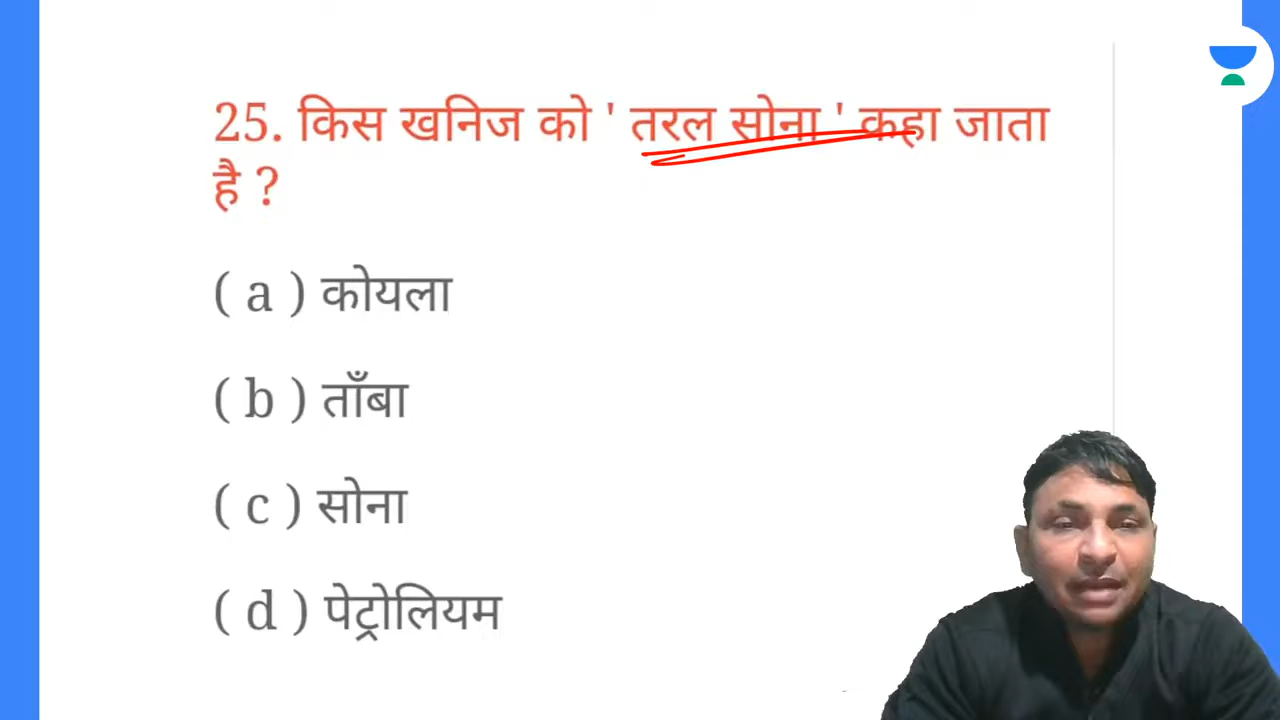 25. किस खनिज को ' तरल सोना ' कहा जाता
है ?
( a ) कोयला
( b ) ताँबा
( c ) सोना
( d ) पेट्रोलियम